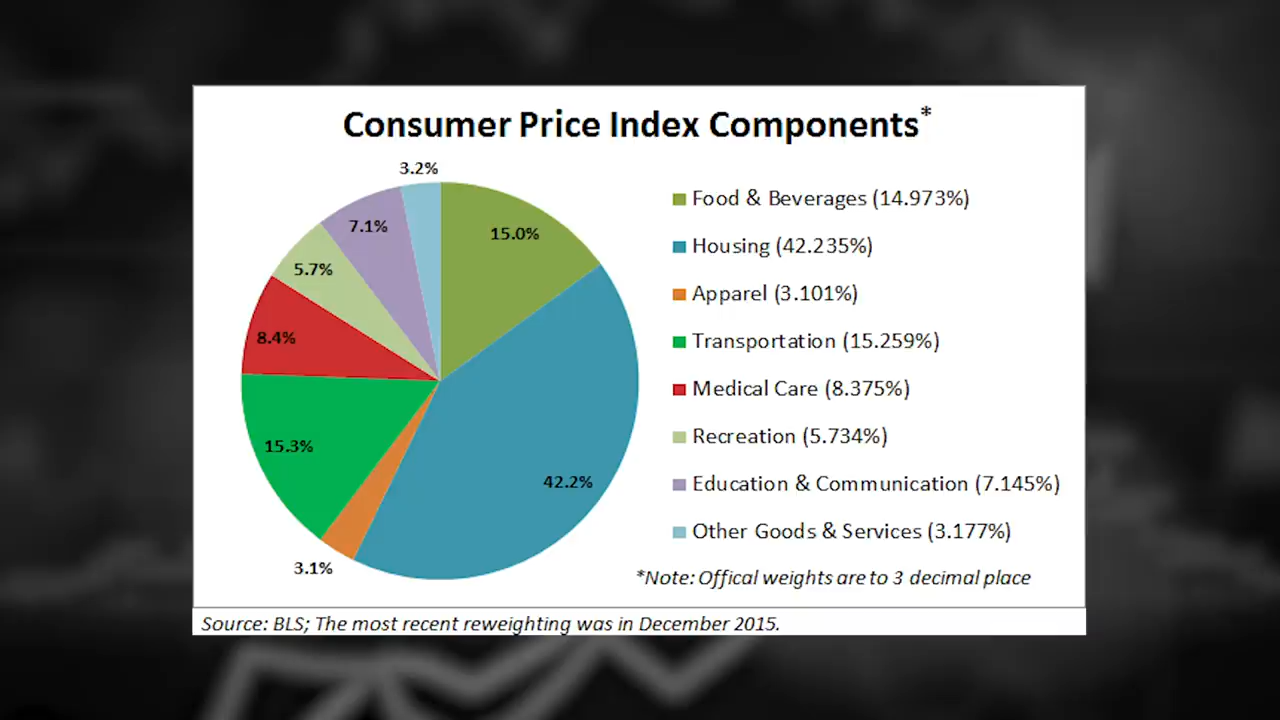 Consumer Price Index Components*
3.2%
7.1%
15.0%
5.7%
8.4%
15.3%
42.2%
3.1%
Food & Beverages (14.973%)
Housing (42.235%)
Apparel (3.101%)
Transportation (15.259%)
Medical Care (8.375%)
Recreation (5.734%)
Education & Communication (7.145%)
Other Goods & Services (3.177%)
*Note: Offical weights are to 3 decimal place
Source: BLS; The most recent reweighting was in December 2015.